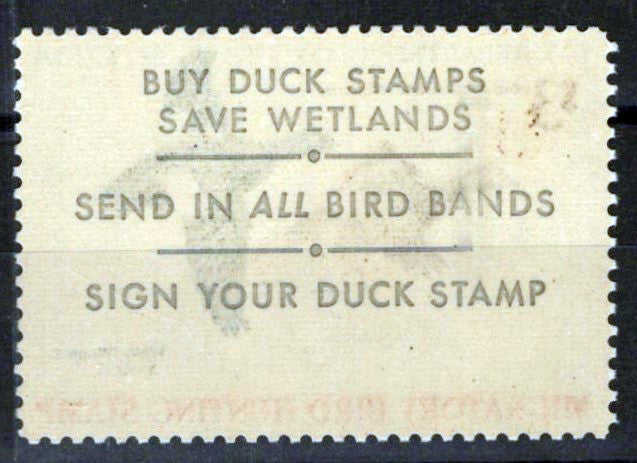 BUY DUCK STAMPS
SAVE WETLANDS
SEND IN ALL BIRD BANDS
SIGN YOUR DUCK STAMP